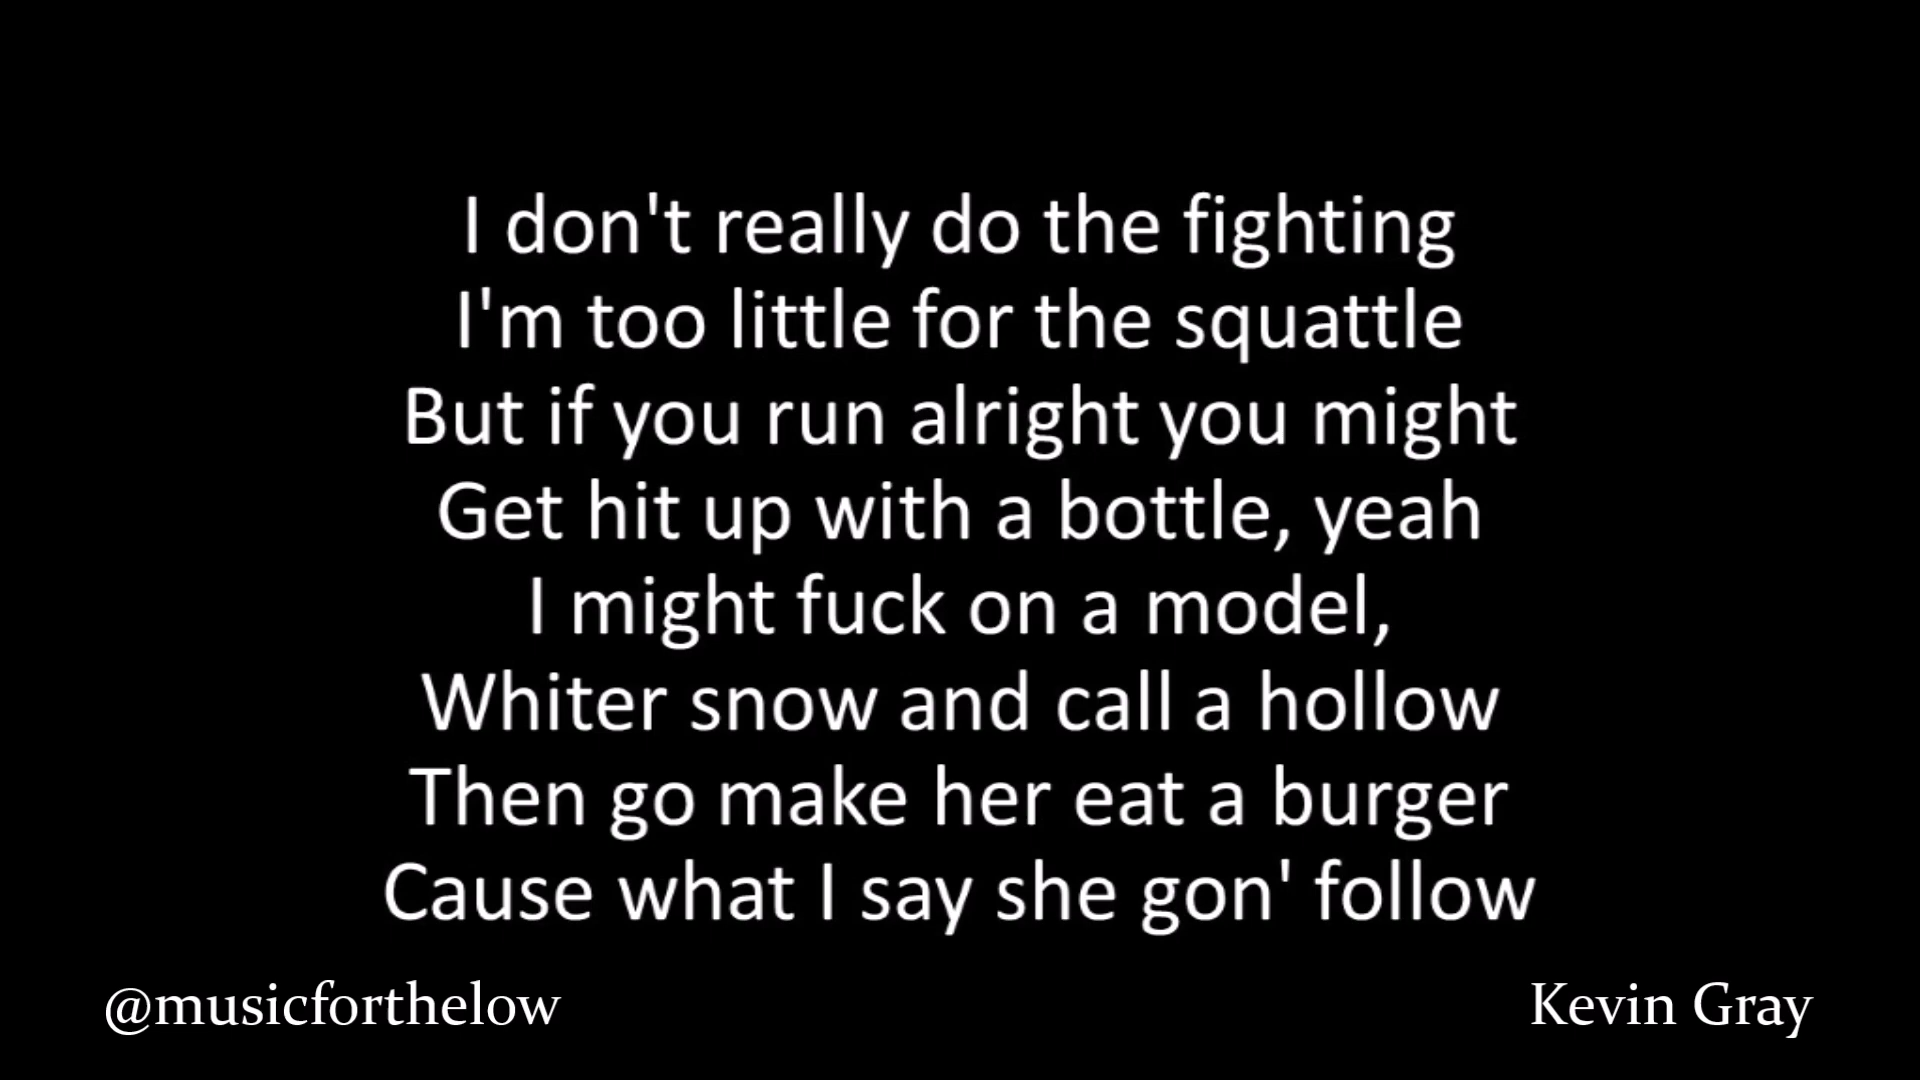 I don't really do the fighting
I'm too little for the squattle
But if you run alright you might
Get hit up with a bottle, yeah
I might fuck on a model,
Whiter snow and call a hollow
Then go make her eat a burger
Cause what I say she gon' follow
@musicforthelow
Kevin Gray